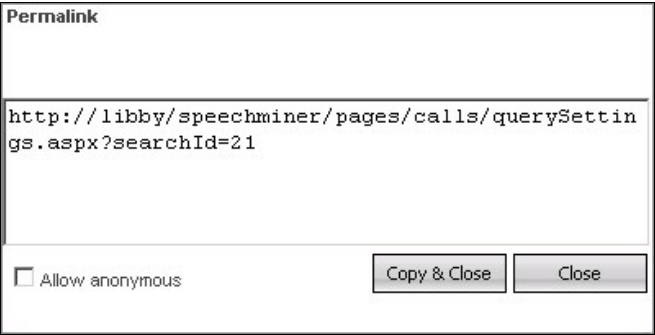 Permalink
http://libby/speechminer/pages/calls/querySettin
gs.aspx?searchId=21
Allow anonymous
Copy & Close
Close